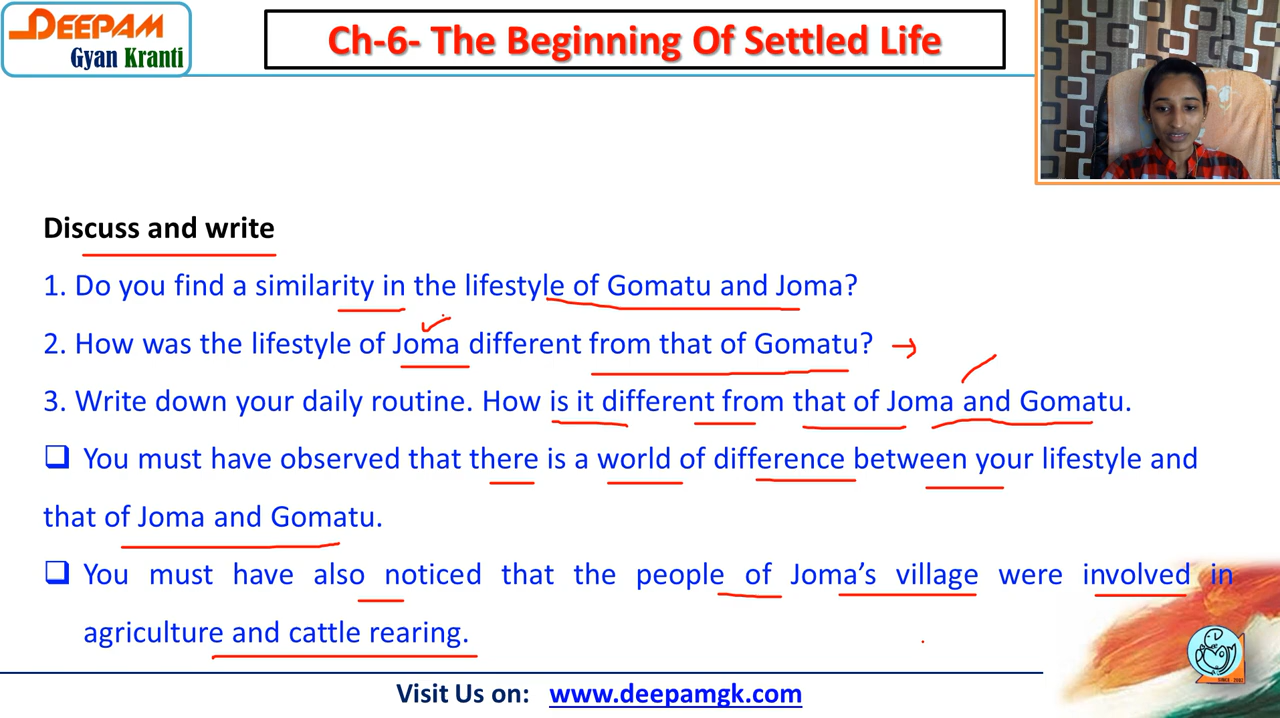 DEEPAM
Gyan Kranti
Ch-6- The Beginning Of Settled Life
Discuss and write
1. Do you find a similarity in the lifestyle of Gomatu and Joma?
2. How was the lifestyle of Joma different from that of Gomatu?
3. Write down your daily routine. How is it different from that of Joma and Gomatu.
You must have observed that there is a world of difference between your lifestyle and
that of Joma and Gomatu.
You must have also noticed that the people of Joma's village were involved in
agriculture and cattle rearing.
SINCE 2001
Visit Us on: www.deepamgk.com